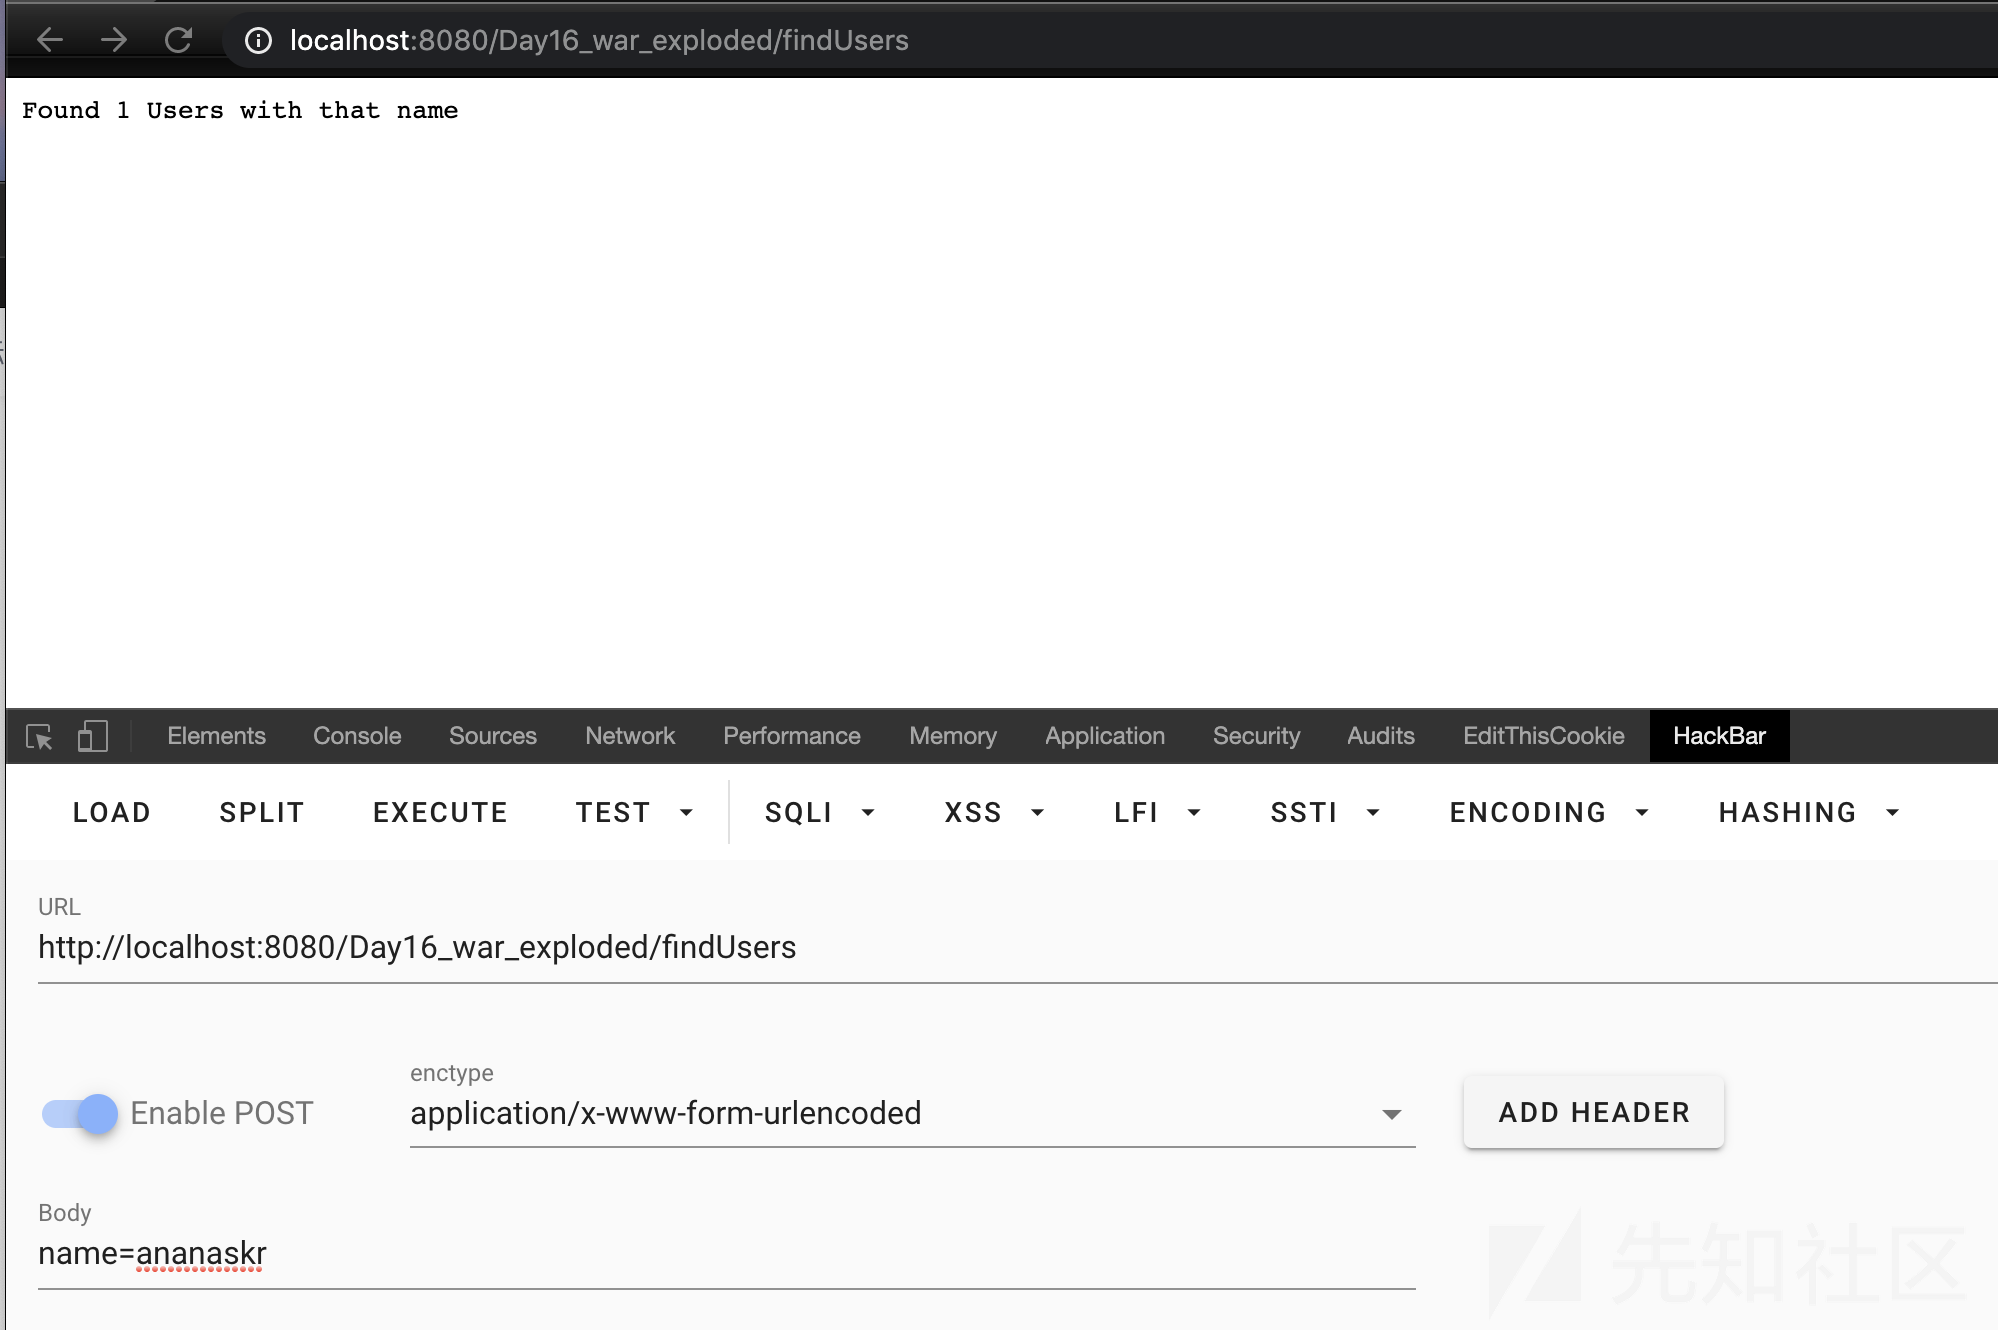 localhost:8080/Day16_war_exploded/findUsers
Found 1 Users with that name
Elements Console Sources Network Performance Memory Application Security Audits EditThisCookie HackBar
LOAD SPLIT EXECUTE TEST SQLI XSS LFI SSTI ENCODING HASHING
URL
http://localhost:8080/Day16_war_exploded/findUsers
enctype
Enable POST application/x-www-form-urlencoded ADD HEADER
Body
name=ananaskr
先知社区